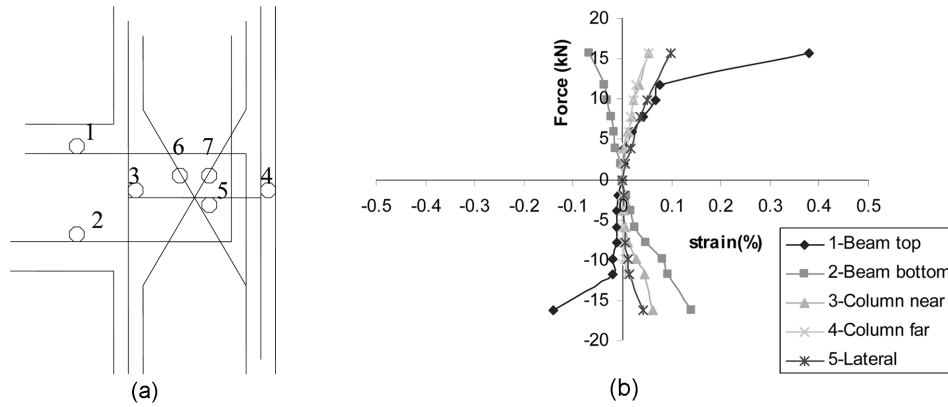 1
6
7
3
5
4
2
(a)
(b)
Force (kN)
20
15
10
5
0
-5
-10
-15
-20
-0.5 -0.4 -0.3 -0.2 -0.1 0 0.1 0.2 0.3 0.4 0.5
strain(%)
1-Beam top
2-Beam bottom
3-Column near
4-Column far
5-Lateral